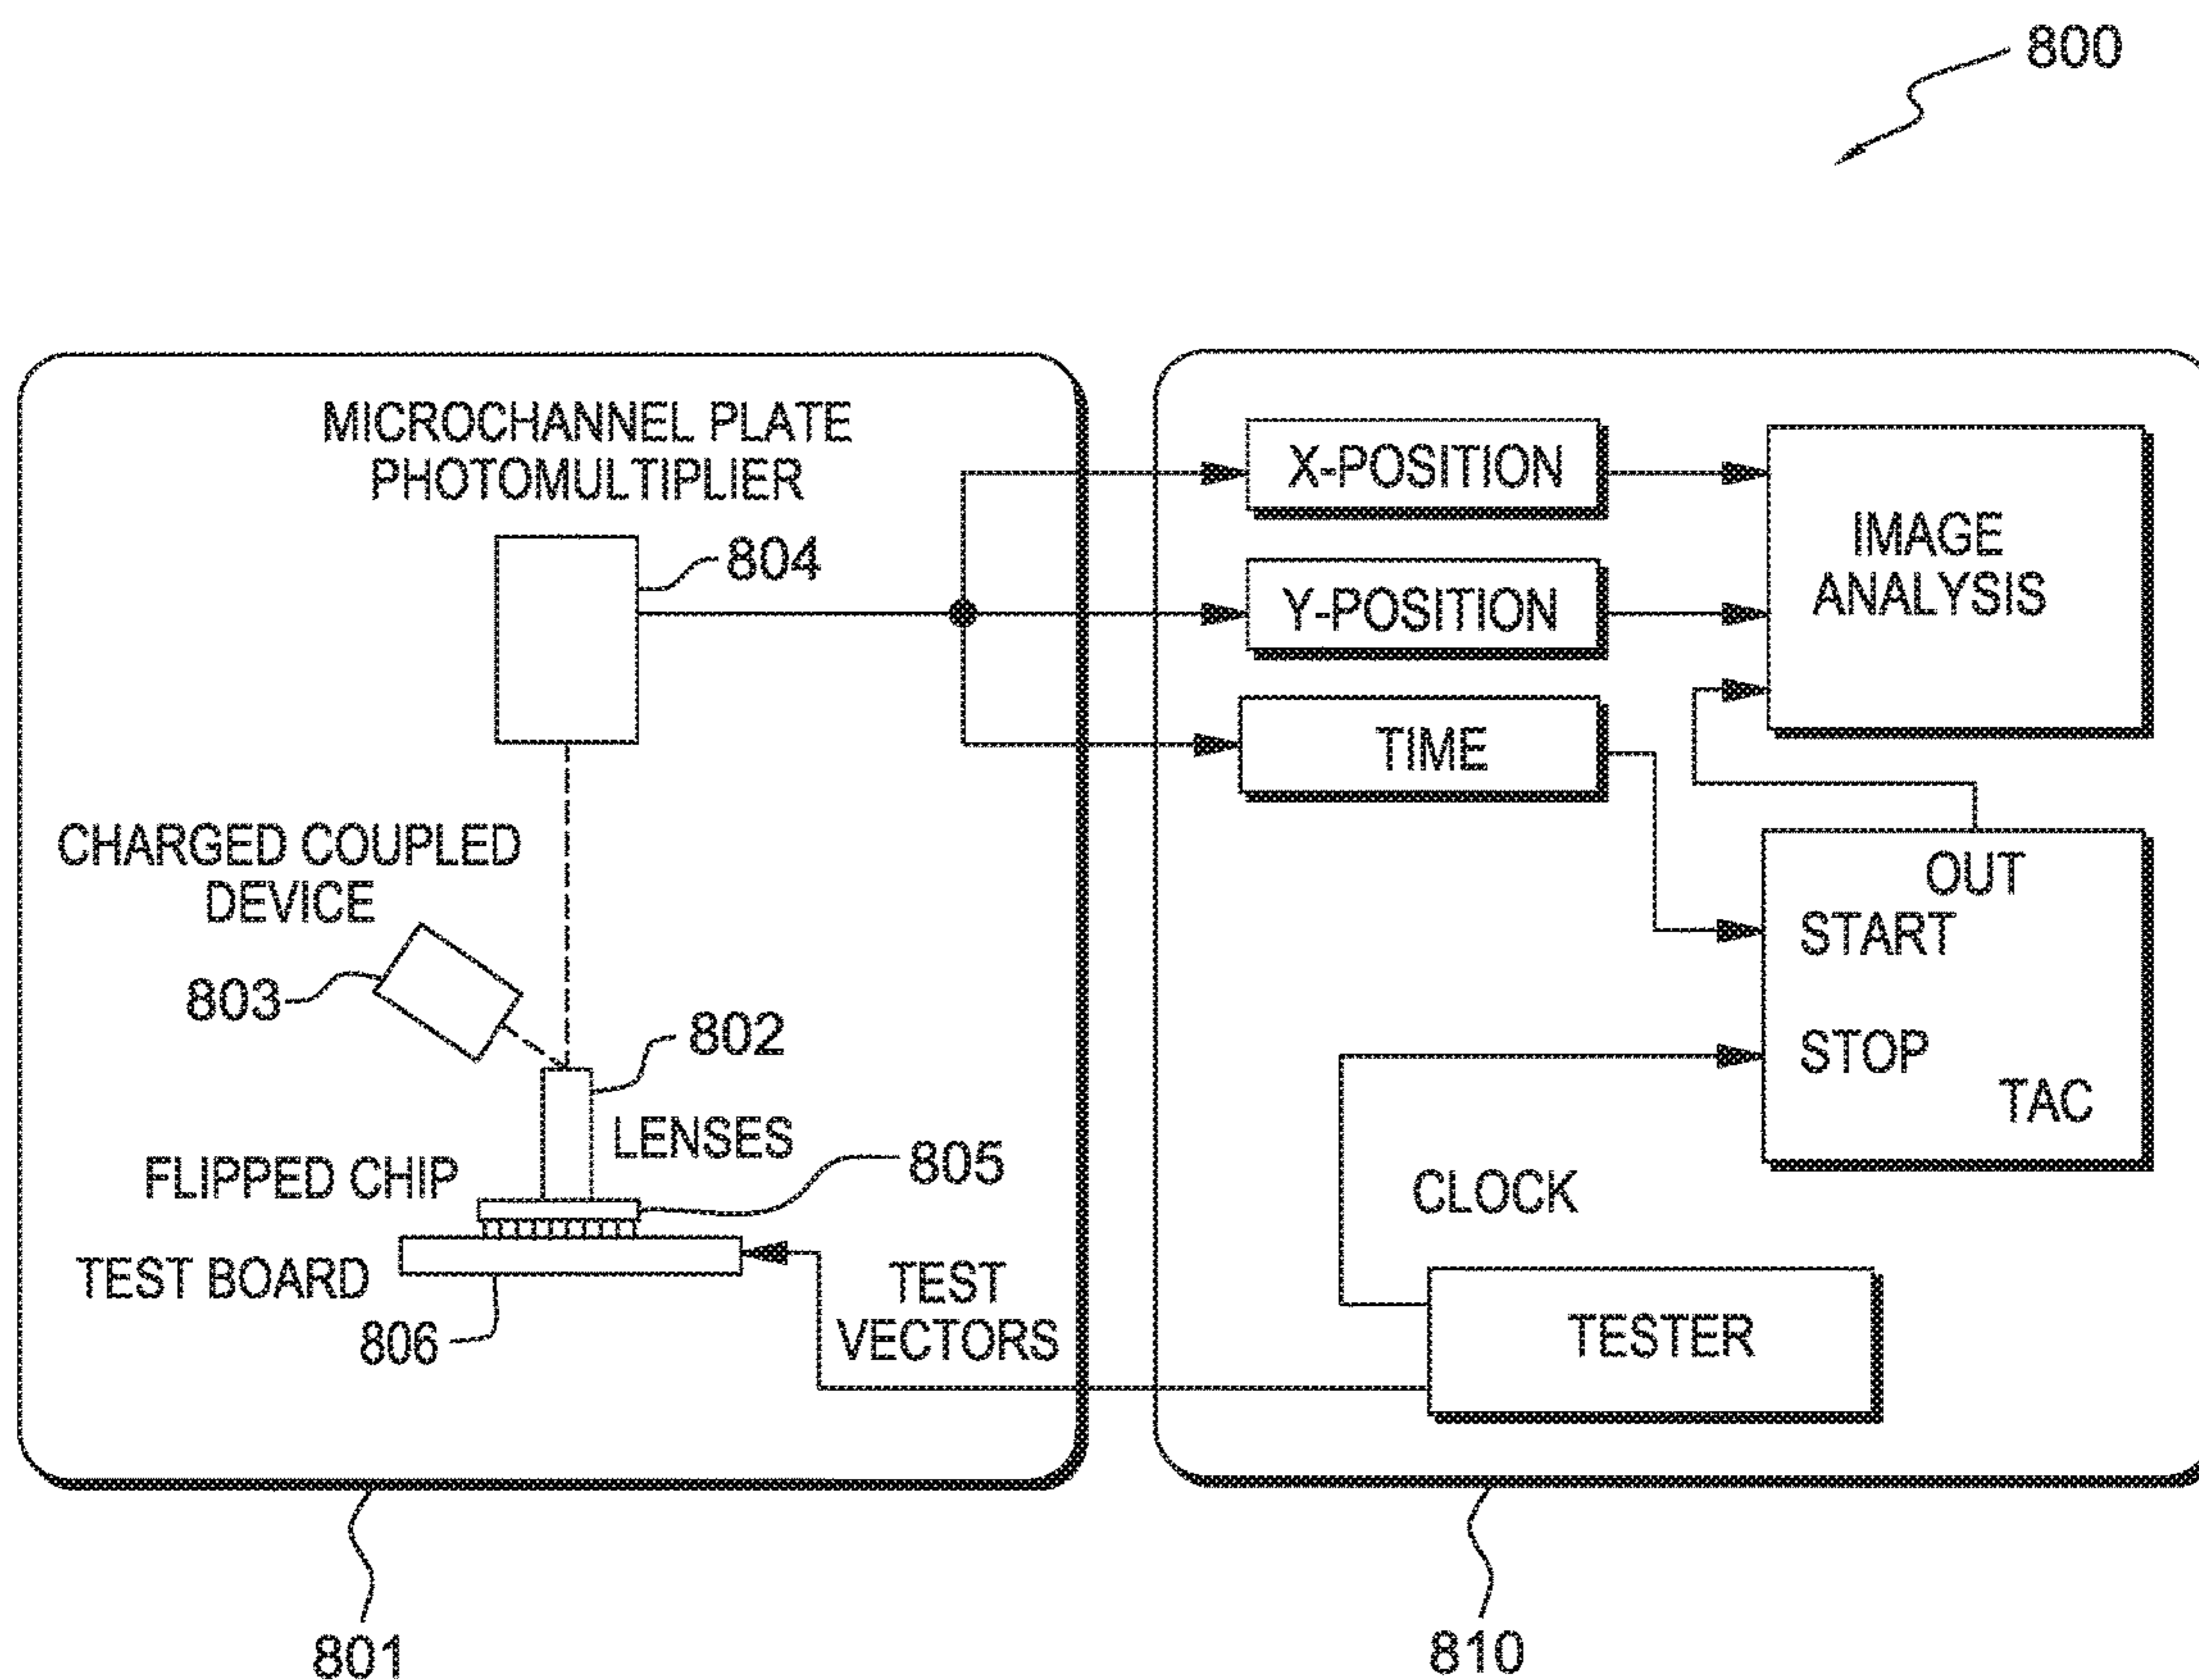 800
MICROCHANNEL PLATE
PHOTOMULTIPLIER
804
CHARGED COUPLED
DEVICE
803
802
LENSES
FLIPPED CHIP
805
TEST BOARD
806
TEST
VECTORS
801
X-POSITION
Y-POSITION
TIME
IMAGE
ANALYSIS
OUT
START
STOP
TAC
CLOCK
TESTER
810